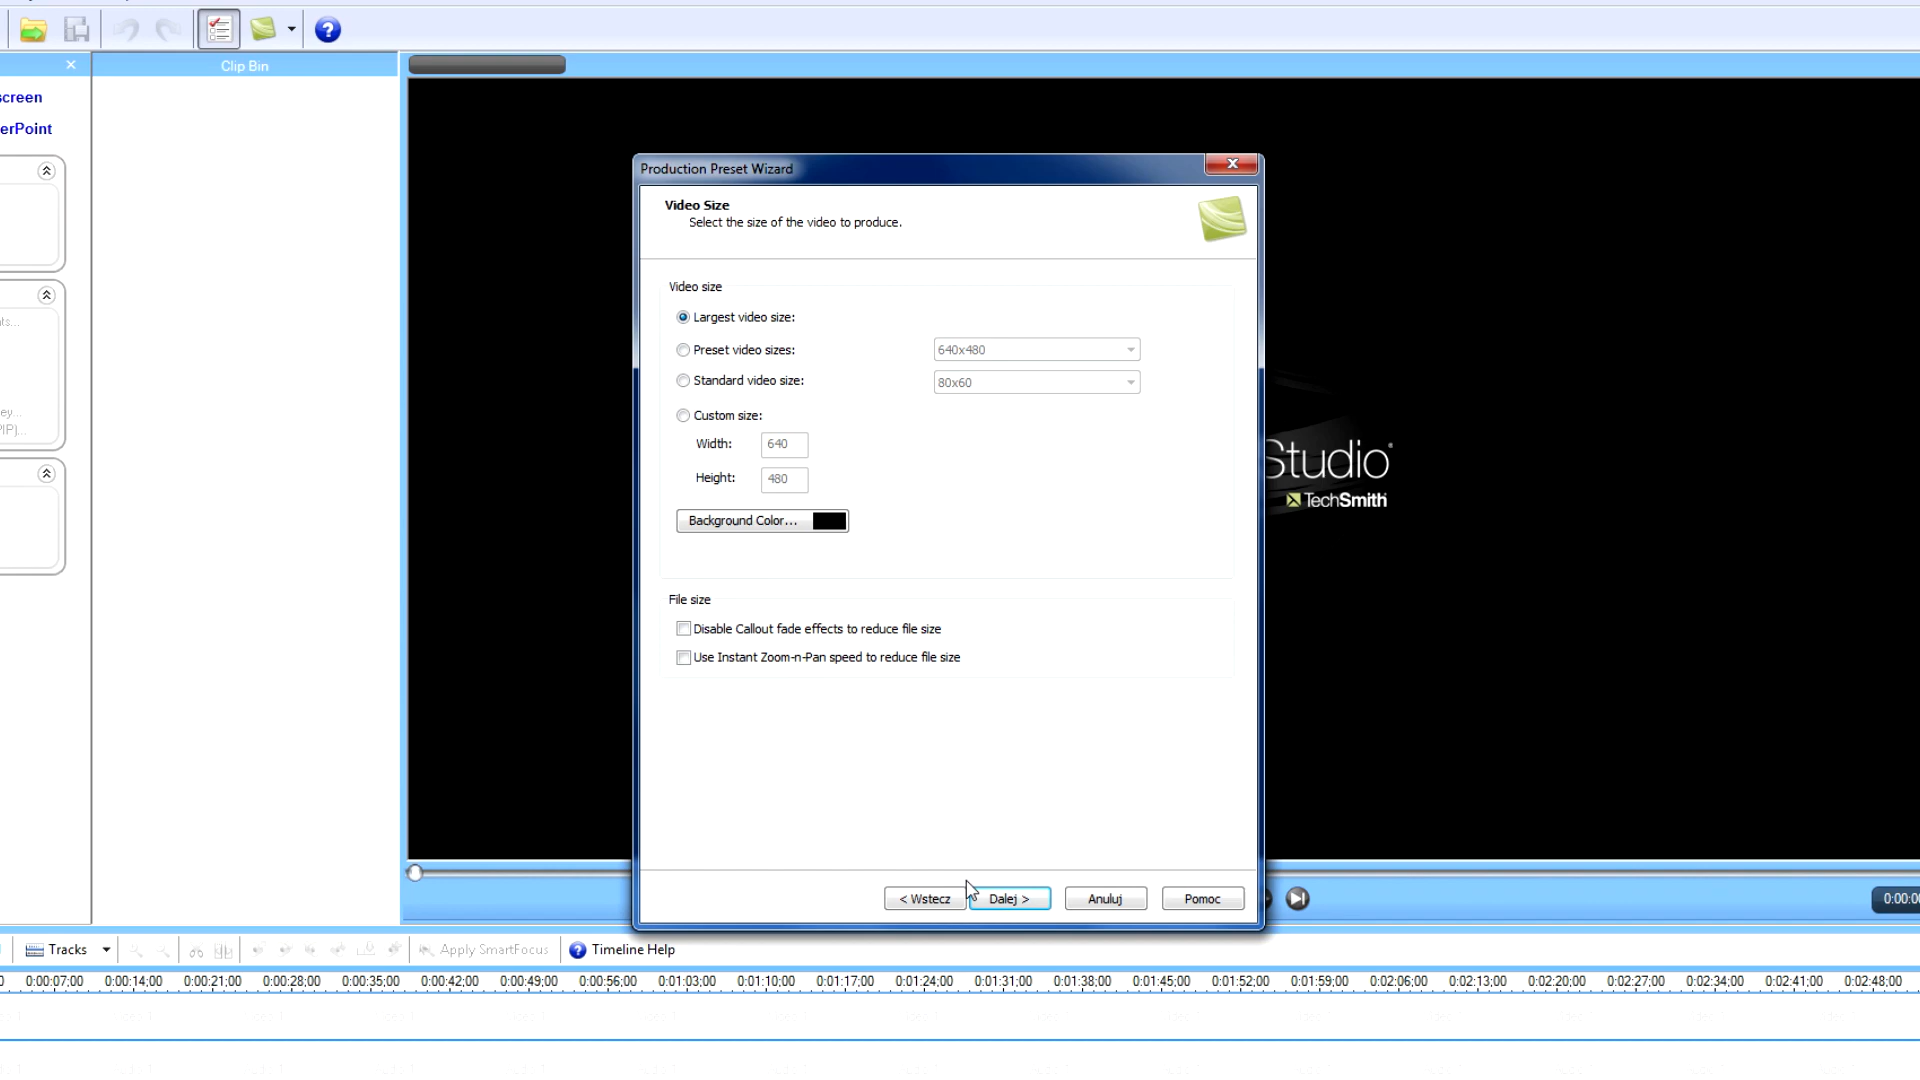 Clip Bin
screen
erPoint
ts...
ey...
PIP)...
Production Preset Wizard
Video Size
Select the size of the video to produce.
Video size
Largest video size:
Preset video sizes: 640x480
Standard video size: 80x60
Custom size:
Width: 640
Height: 480
Background Color...
File size
Disable Callout fade effects to reduce file size
Use Instant Zoom-n-Pan speed to reduce file size
Studio®
TechSmith
< Wstecz Dalej > Anuluj Pomoc
0:00:00
Tracks Apply SmartFocus Timeline Help
0 0:00:07;00 0:00:14;00 0:00:21;00 0:00:28;00 0:00:35;00 0:00:42;00 0:00:49;00 0:00:56;00 0:01:03;00 0:01:10;00 0:01:17;00 0:01:24;00 0:01:31;00 0:01:38;00 0:01:45;00 0:01:52;00 0:01:59;00 0:02:06;00 0:02:13;00 0:02:20;00 0:02:27;00 0:02:34;00 0:02:41;00 0:02:48;00